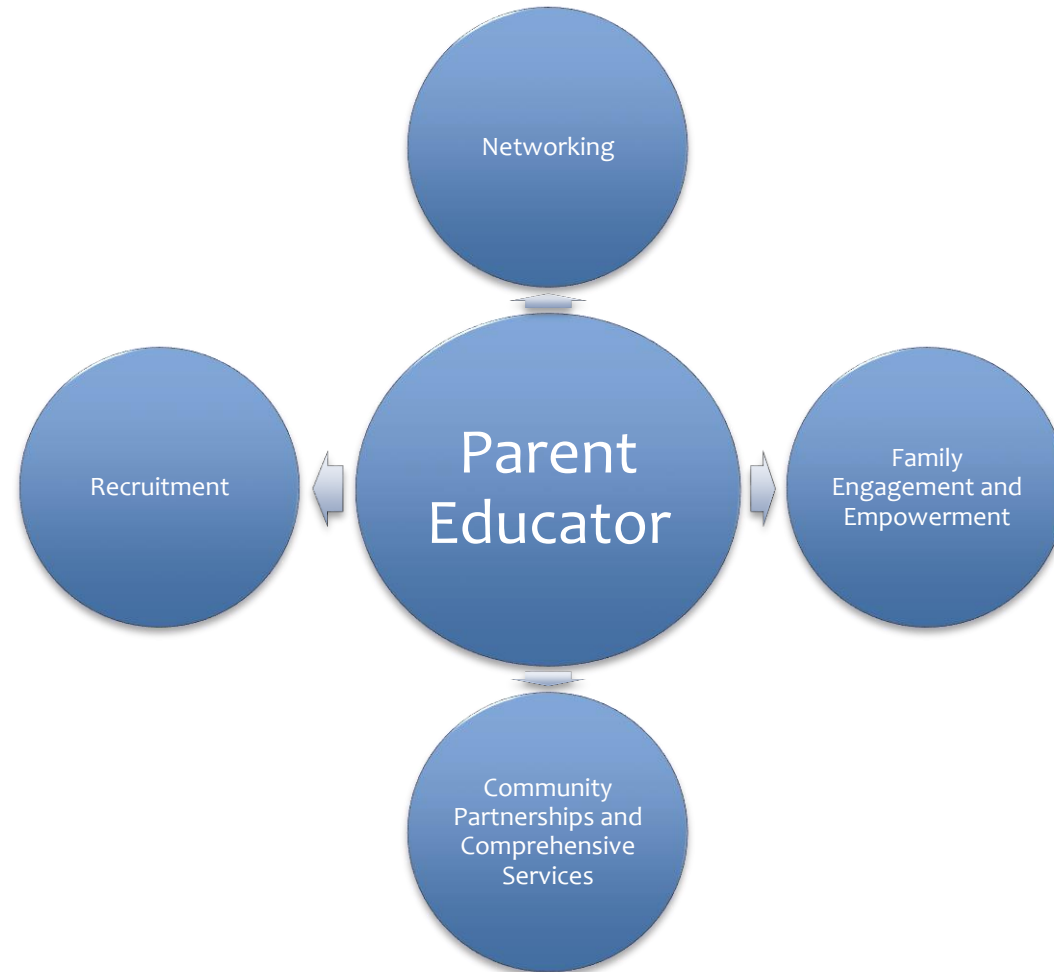 Networking
Recruitment
Parent
Educator
Family
Engagement and
Empowerment
Community
Partnerships and
Comprehensive
Services